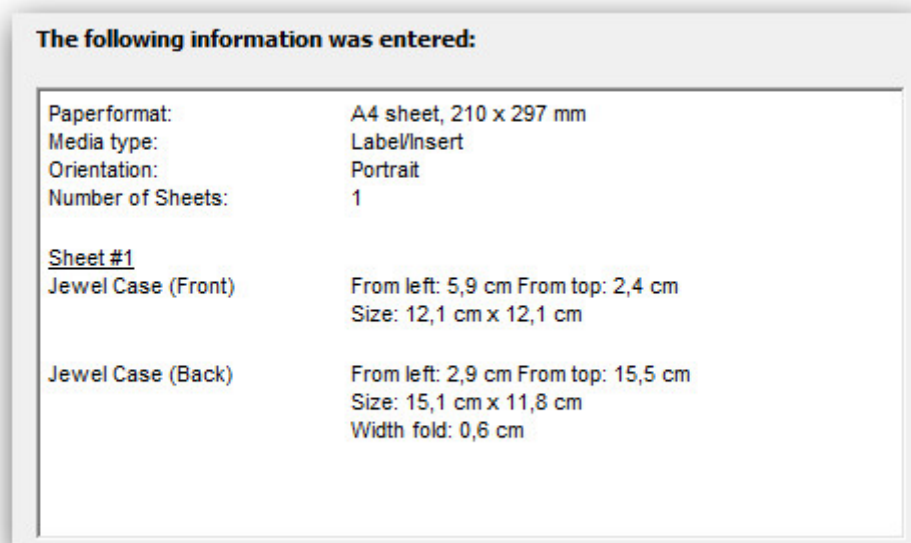 The following information was entered:
Paperformat: A4 sheet, 210 x 297 mm
Media type: Label/Insert
Orientation: Portrait
Number of Sheets: 1
Sheet #1
Jewel Case (Front) From left: 5,9 cm From top: 2,4 cm
Size: 12,1 cm x 12,1 cm
Jewel Case (Back) From left: 2,9 cm From top: 15,5 cm
Size: 15,1 cm x 11,8 cm
Width fold: 0,6 cm